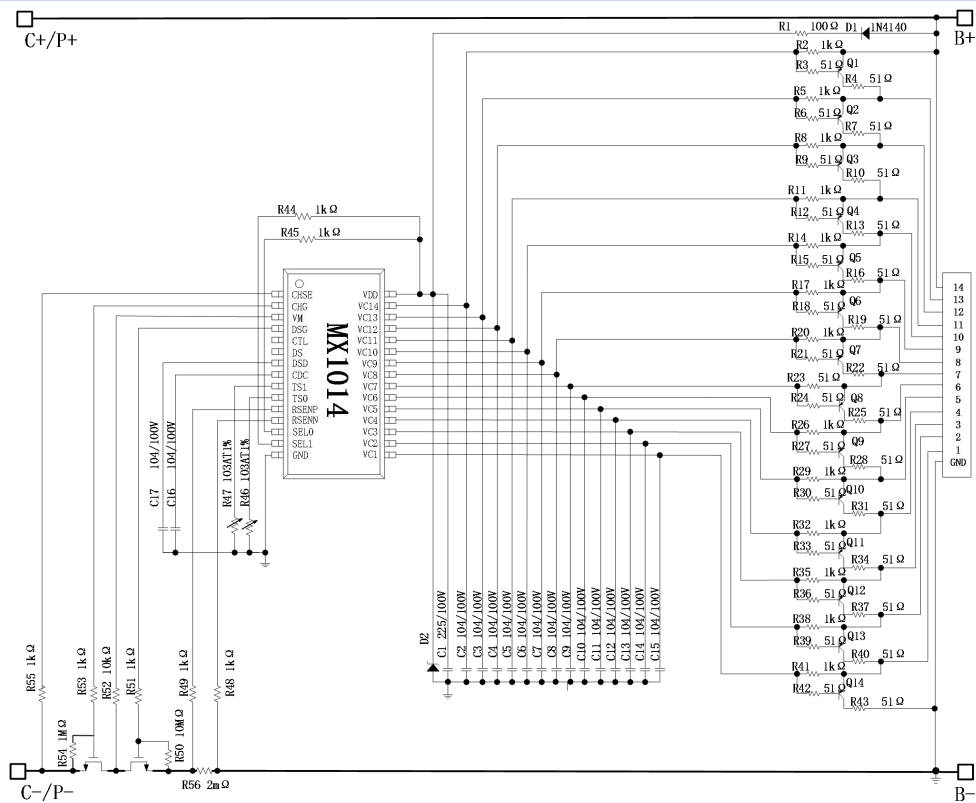 C+/P+
B+
R1 100Ω D1 1N4140
R2 1kΩ
R3 51Ω Q1
R4 51Ω
R5 1kΩ
R6 51Ω Q2
R7 51Ω
R8 1kΩ
R9 51Ω Q3
R10 51Ω
R11 1kΩ
R12 51Ω Q4
R13 51Ω
R14 1kΩ
R15 51Ω Q5
R16 51Ω
R17 1kΩ
R18 51Ω Q6
R19 51Ω
R20 1kΩ
R21 51Ω Q7
R22 51Ω
R23 51Ω
R24 51Ω Q8
R25 51Ω
R26 1kΩ
R27 51Ω Q9
R28 51Ω
R29 1kΩ
R30 51Ω Q10
R31 51Ω
R32 1kΩ
R33 51Ω Q11
R34 51Ω
R35 1kΩ
R36 51Ω Q12
R37 51Ω
R38 1kΩ
R39 51Ω Q13
R40 51Ω
R41 1kΩ
R42 51Ω Q14
R43 51Ω
14
13
12
11
10
9
8
7
6
5
4
3
2
1
GND
R44 1kΩ
R45 1kΩ
MX1014
CHSE
CHG
VM
DSG
CTL
DS
DSD
CDC
TS1
TS0
RSENP
RSENN
SEL0
SEL1
GND
VDD
VC14
VC13
VC12
VC11
VC10
VC9
VC8
VC7
VC6
VC5
VC4
VC3
VC2
VC1
C17 104/100V
C16 104/100V
R47 103AT1%
R46 103AT1%
D2
C1 225/100V
C2 104/100V
C3 104/100V
C4 104/100V
C5 104/100V
C6 104/100V
C7 104/100V
C8 104/100V
C9 104/100V
C10 104/100V
C11 104/100V
C12 104/100V
C13 104/100V
C14 104/100V
C15 104/100V
R55 1kΩ
R53 1kΩ
R52 10kΩ
R51 1kΩ
R49 1kΩ
R48 1kΩ
R54 1MΩ
R50 10MΩ
R56 2mΩ
C-/P-
B-